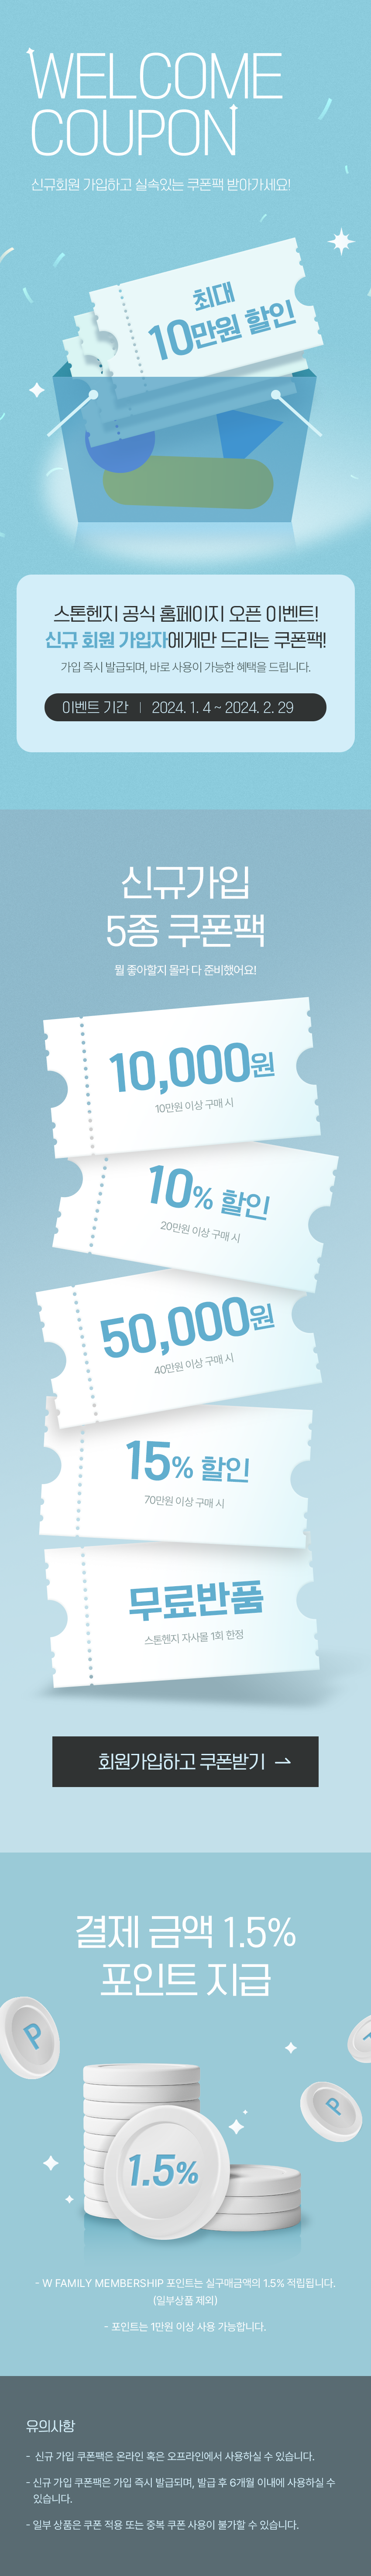 WELCOME
COUPON
신규회원 가입하고 실속있는 쿠폰팩 받아가세요!
최대
10만원 할인
스톤헨지 공식 홈페이지 오픈 이벤트!
신규 회원 가입자에게만 드리는 쿠폰팩!
가입 즉시 발급되며, 바로 사용이 가능한 혜택을 드립니다.
이벤트 기간 | 2024. 1. 4 ~ 2024. 2. 29
신규가입
5종 쿠폰팩
뭘 좋아할지 몰라 다 준비했어요!
10,000원
10만원 이상 구매 시
10% 할인
20만원 이상 구매 시
50,000원
40만원 이상 구매 시
15% 할인
70만원 이상 구매 시
무료반품
스톤헨지 자사몰 1회 한정
회원가입하고 쿠폰받기 →
결제 금액 1.5%
포인트 지급
P
P
P
1.5%
- W FAMILY MEMBERSHIP 포인트는 실구매금액의 1.5% 적립됩니다.
(일부상품 제외)
- 포인트는 1만원 이상 사용 가능합니다.
유의사항
- 신규 가입 쿠폰팩은 온라인 혹은 오프라인에서 사용하실 수 있습니다.
- 신규 가입 쿠폰팩은 가입 즉시 발급되며, 발급 후 6개월 이내에 사용하실 수
있습니다.
- 일부 상품은 쿠폰 적용 또는 중복 쿠폰 사용이 불가할 수 있습니다.